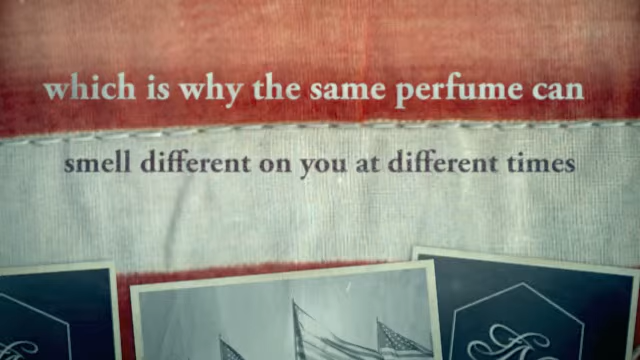 which is why the same perfume can
smell different on you at different times